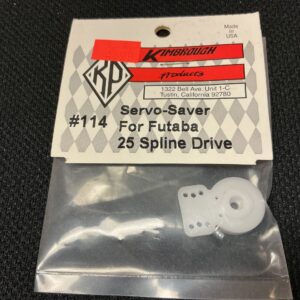 Made in
USA
KP
KIMBROUGH
Products
1322 Bell Ave. Unit 1-C
Tustin, California 92780
#114
Servo-Saver
For Futaba
25 Spline Drive